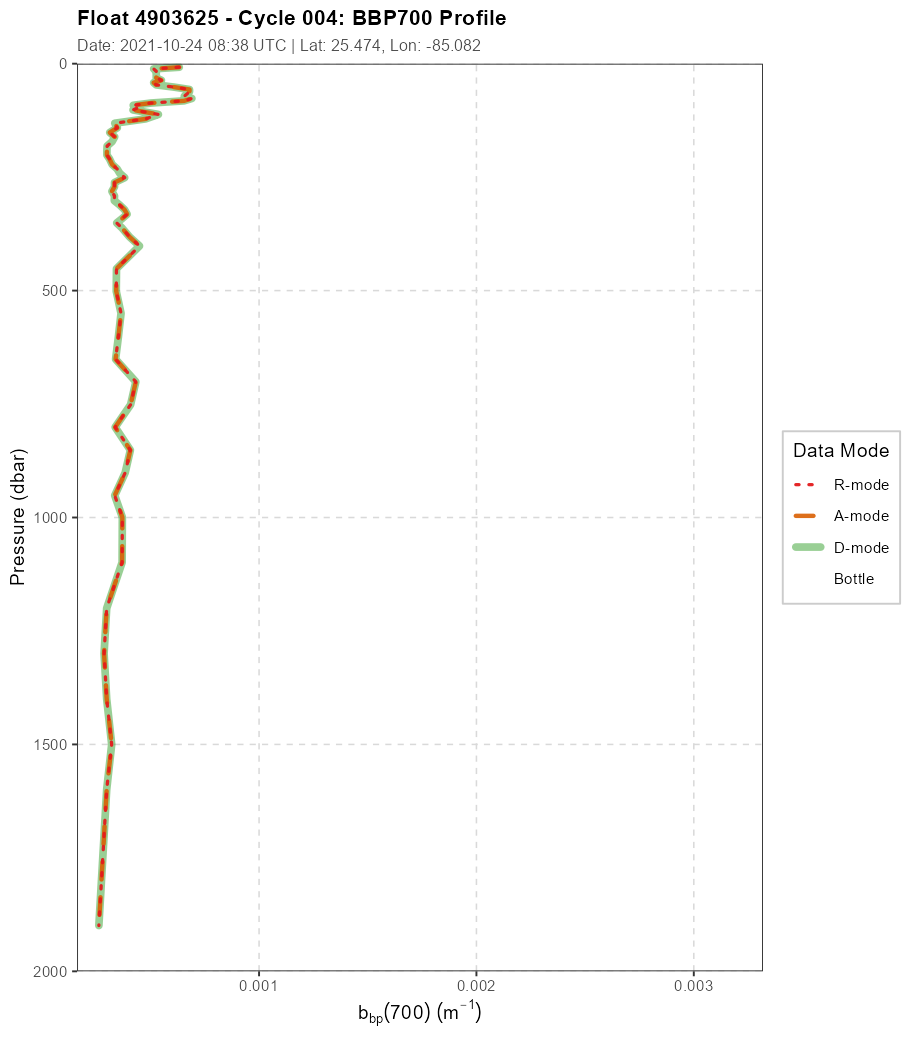 Float 4903625 - Cycle 004: BBP700 Profile
Date: 2021-10-24 08:38 UTC | Lat: 25.474, Lon: -85.082
0
500
1000
1500
2000
Pressure (dbar)
0.001
0.002
0.003
b_bp(700) (m⁻¹)
Data Mode
R-mode
A-mode
D-mode
Bottle